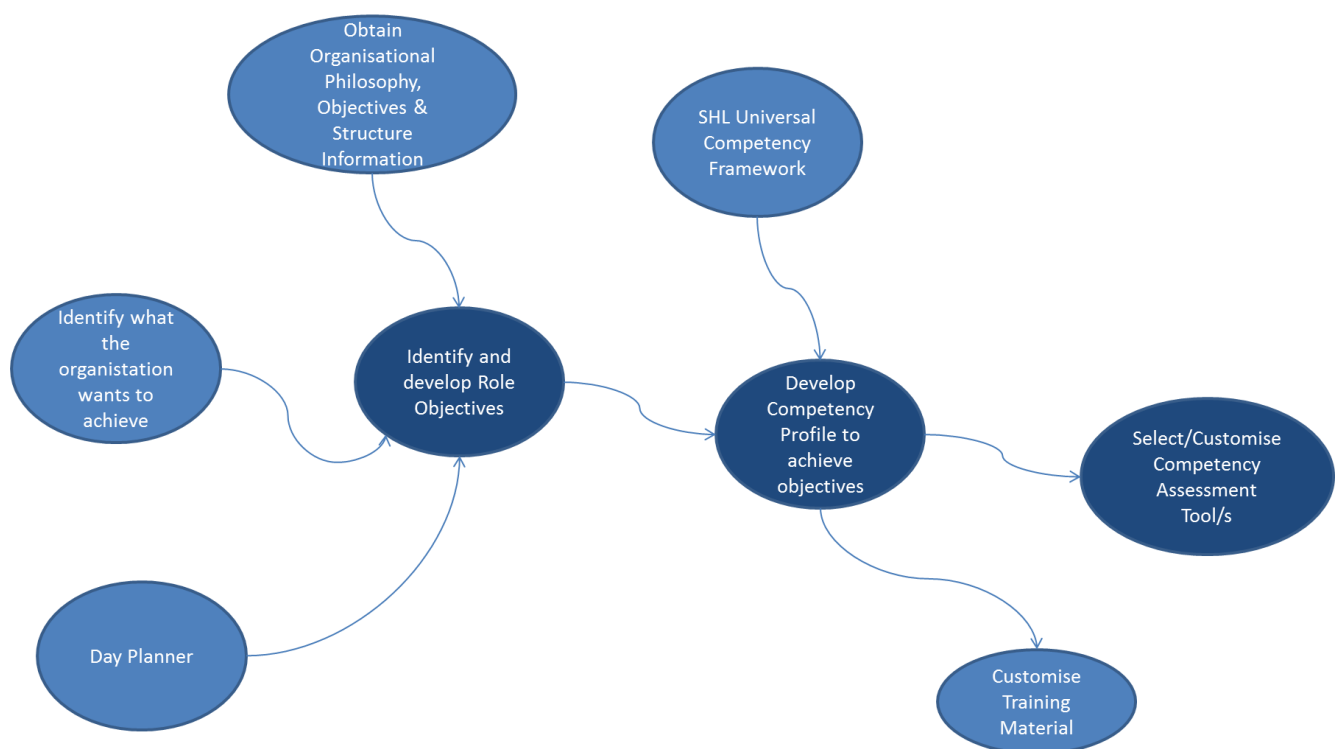 Obtain
Organisational
Philosophy,
Objectives &
Structure
Information
SHL Universal
Competency
Framework
Identify what
the
organistation
wants to
achieve
Identify and
develop Role
Objectives
Develop
Competency
Profile to
achieve
objectives
Select/Customise
Competency
Assessment
Tool/s
Day Planner
Customise
Training
Material